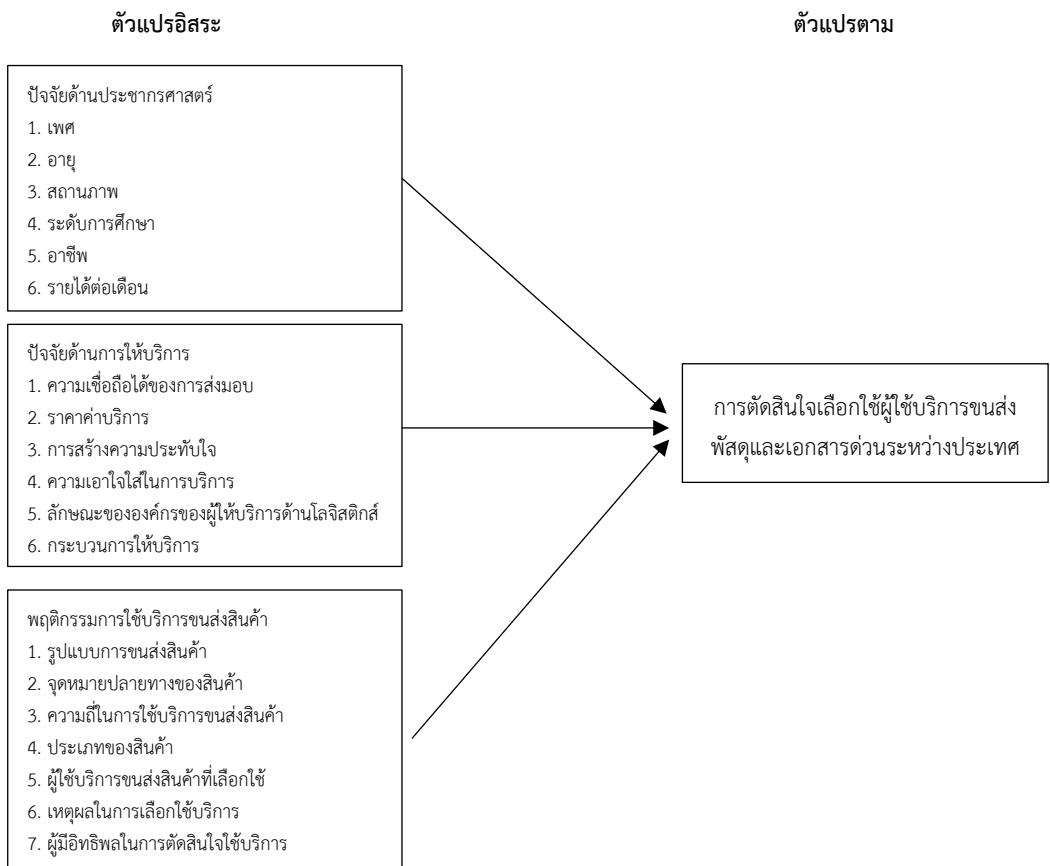 ตัวแปรอิสระ
ตัวแปรตาม
ปัจจัยด้านประชากรศาสตร์
1. เพศ
2. อายุ
3. สถานภาพ
4. ระดับการศึกษา
5. อาชีพ
6. รายได้ต่อเดือน
ปัจจัยด้านการให้บริการ
1. ความเชื่อถือได้ของการส่งมอบ
2. ราคาค่าบริการ
3. การสร้างความประทับใจ
4. ความเอาใจใส่ในการบริการ
5. ลักษณะขององค์กรของผู้ให้บริการด้านโลจิสติกส์
6. กระบวนการให้บริการ
พฤติกรรมการใช้บริการขนส่งสินค้า
1. รูปแบบการขนส่งสินค้า
2. จุดหมายปลายทางของสินค้า
3. ความถี่ในการใช้บริการขนส่งสินค้า
4. ประเภทของสินค้า
5. ผู้ใช้บริการขนส่งสินค้าที่เลือกใช้
6. เหตุผลในการเลือกใช้บริการ
7. ผู้มีอิทธิพลในการตัดสินใจใช้บริการ
การตัดสินใจเลือกใช้ผู้ใช้บริการขนส่ง
พัสดุและเอกสารด่วนระหว่างประเทศ